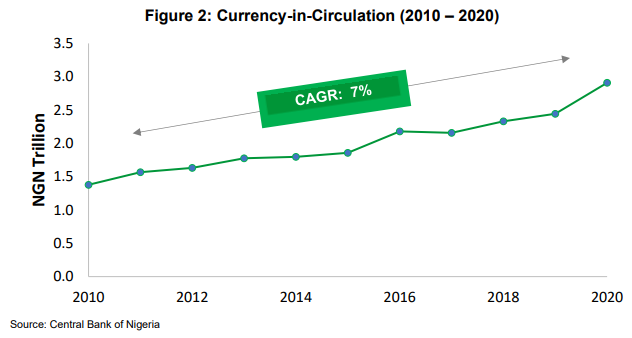 Figure 2: Currency-in-Circulation (2010 – 2020)
3.5
3.0
2.5
2.0
1.5
1.0
0.5
0.0
NGN Trillion
CAGR: 7%
2010 2012 2014 2016 2018 2020
Source: Central Bank of Nigeria